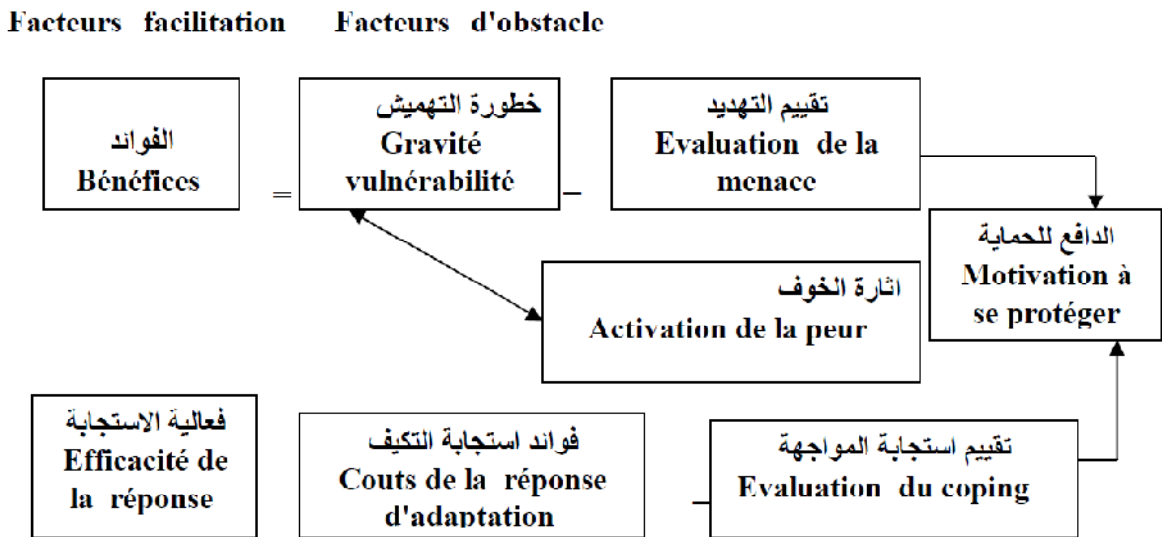 Facteurs facilitation Facteurs d'obstacle
الفوائد
Bénéfices
=
خطورة التهميش
Gravité
vulnérabilité
–
تقييم التهديد
Evaluation de la
menace
الدافع للحماية
Motivation à
se protéger
اثارة الخوف
Activation de la peur
فعالية الاستجابة
Efficacité de
la réponse
فوائد استجابة التكيف
Couts de la réponse
d'adaptation
–
تقييم استجابة المواجهة
Evaluation du coping